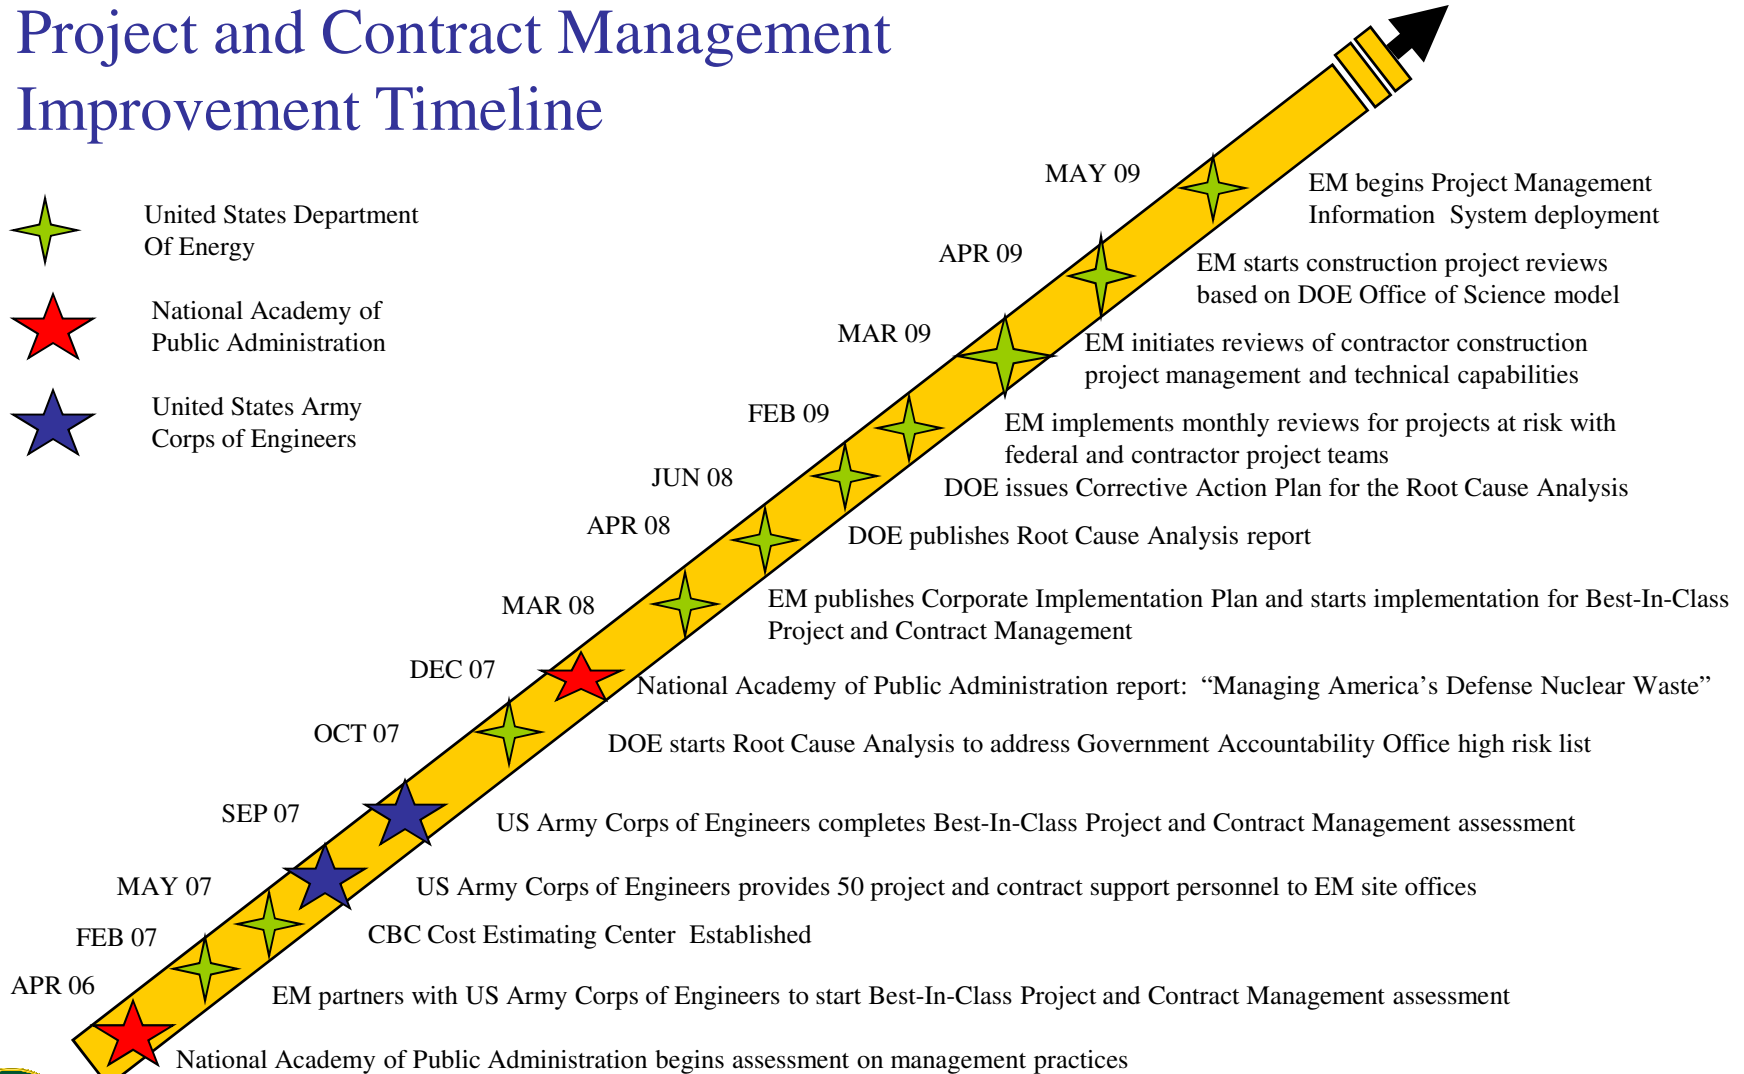 Project and Contract Management
Improvement Timeline
United States Department
Of Energy
National Academy of
Public Administration
United States Army
Corps of Engineers
MAY 09
EM begins Project Management
Information System deployment
APR 09
EM starts construction project reviews
based on DOE Office of Science model
MAR 09
EM initiates reviews of contractor construction
project management and technical capabilities
FEB 09
EM implements monthly reviews for projects at risk with
federal and contractor project teams
JUN 08
DOE issues Corrective Action Plan for the Root Cause Analysis
APR 08
DOE publishes Root Cause Analysis report
MAR 08
EM publishes Corporate Implementation Plan and starts implementation for Best-In-Class
Project and Contract Management
DEC 07
National Academy of Public Administration report: “Managing America’s Defense Nuclear Waste”
OCT 07
DOE starts Root Cause Analysis to address Government Accountability Office high risk list
SEP 07
US Army Corps of Engineers completes Best-In-Class Project and Contract Management assessment
MAY 07
US Army Corps of Engineers provides 50 project and contract support personnel to EM site offices
FEB 07
CBC Cost Estimating Center Established
APR 06
EM partners with US Army Corps of Engineers to start Best-In-Class Project and Contract Management assessment
National Academy of Public Administration begins assessment on management practices